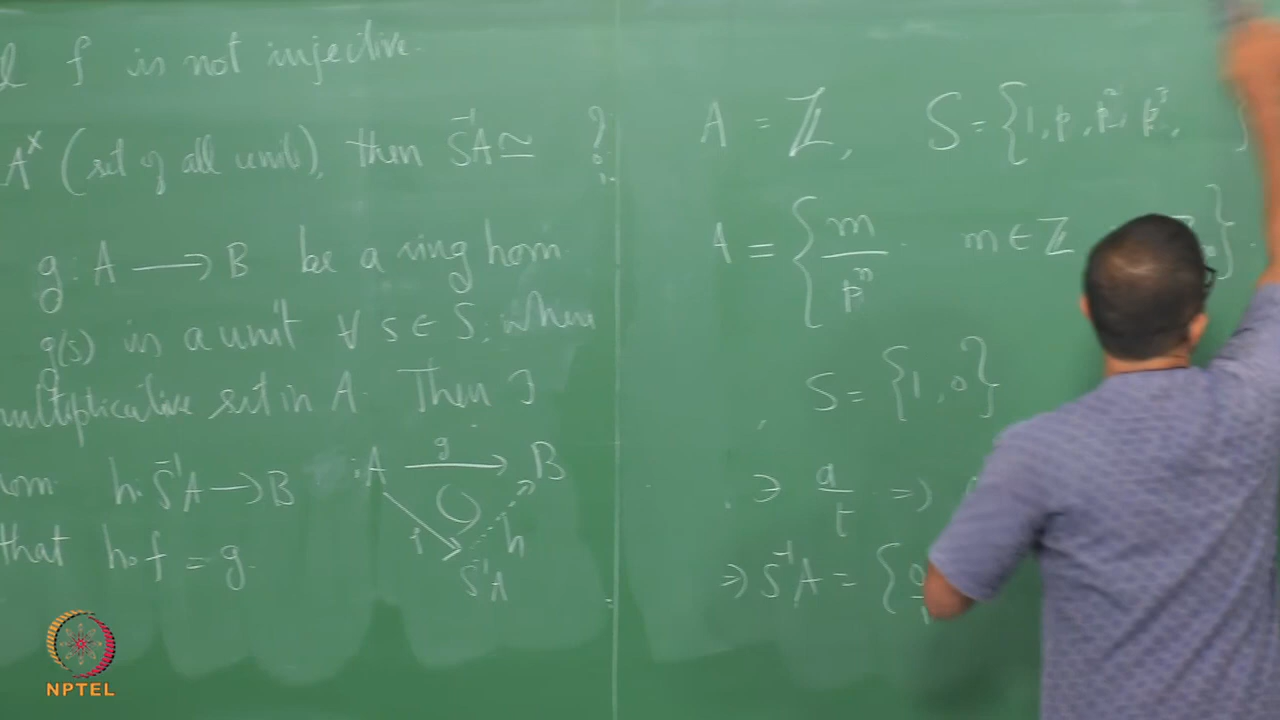 f is not injective.
A^× (set of all units), then S⁻¹A ≃ ?
g: A → B be a ring hom
g(s) is a unit ∀ s ∈ S, where
multiplicative set in A. Then ∃
hom h: S⁻¹A → B
that h∘f = g.
A g B
f h
S⁻¹A
A = ℤ, S = {1, p, p², p³, }
A = { m/pⁿ m ∈ ℤ }.
, S = {1, 0}
∋ a/t ⇒
⇒ S⁻¹A = {0/1
NPTEL